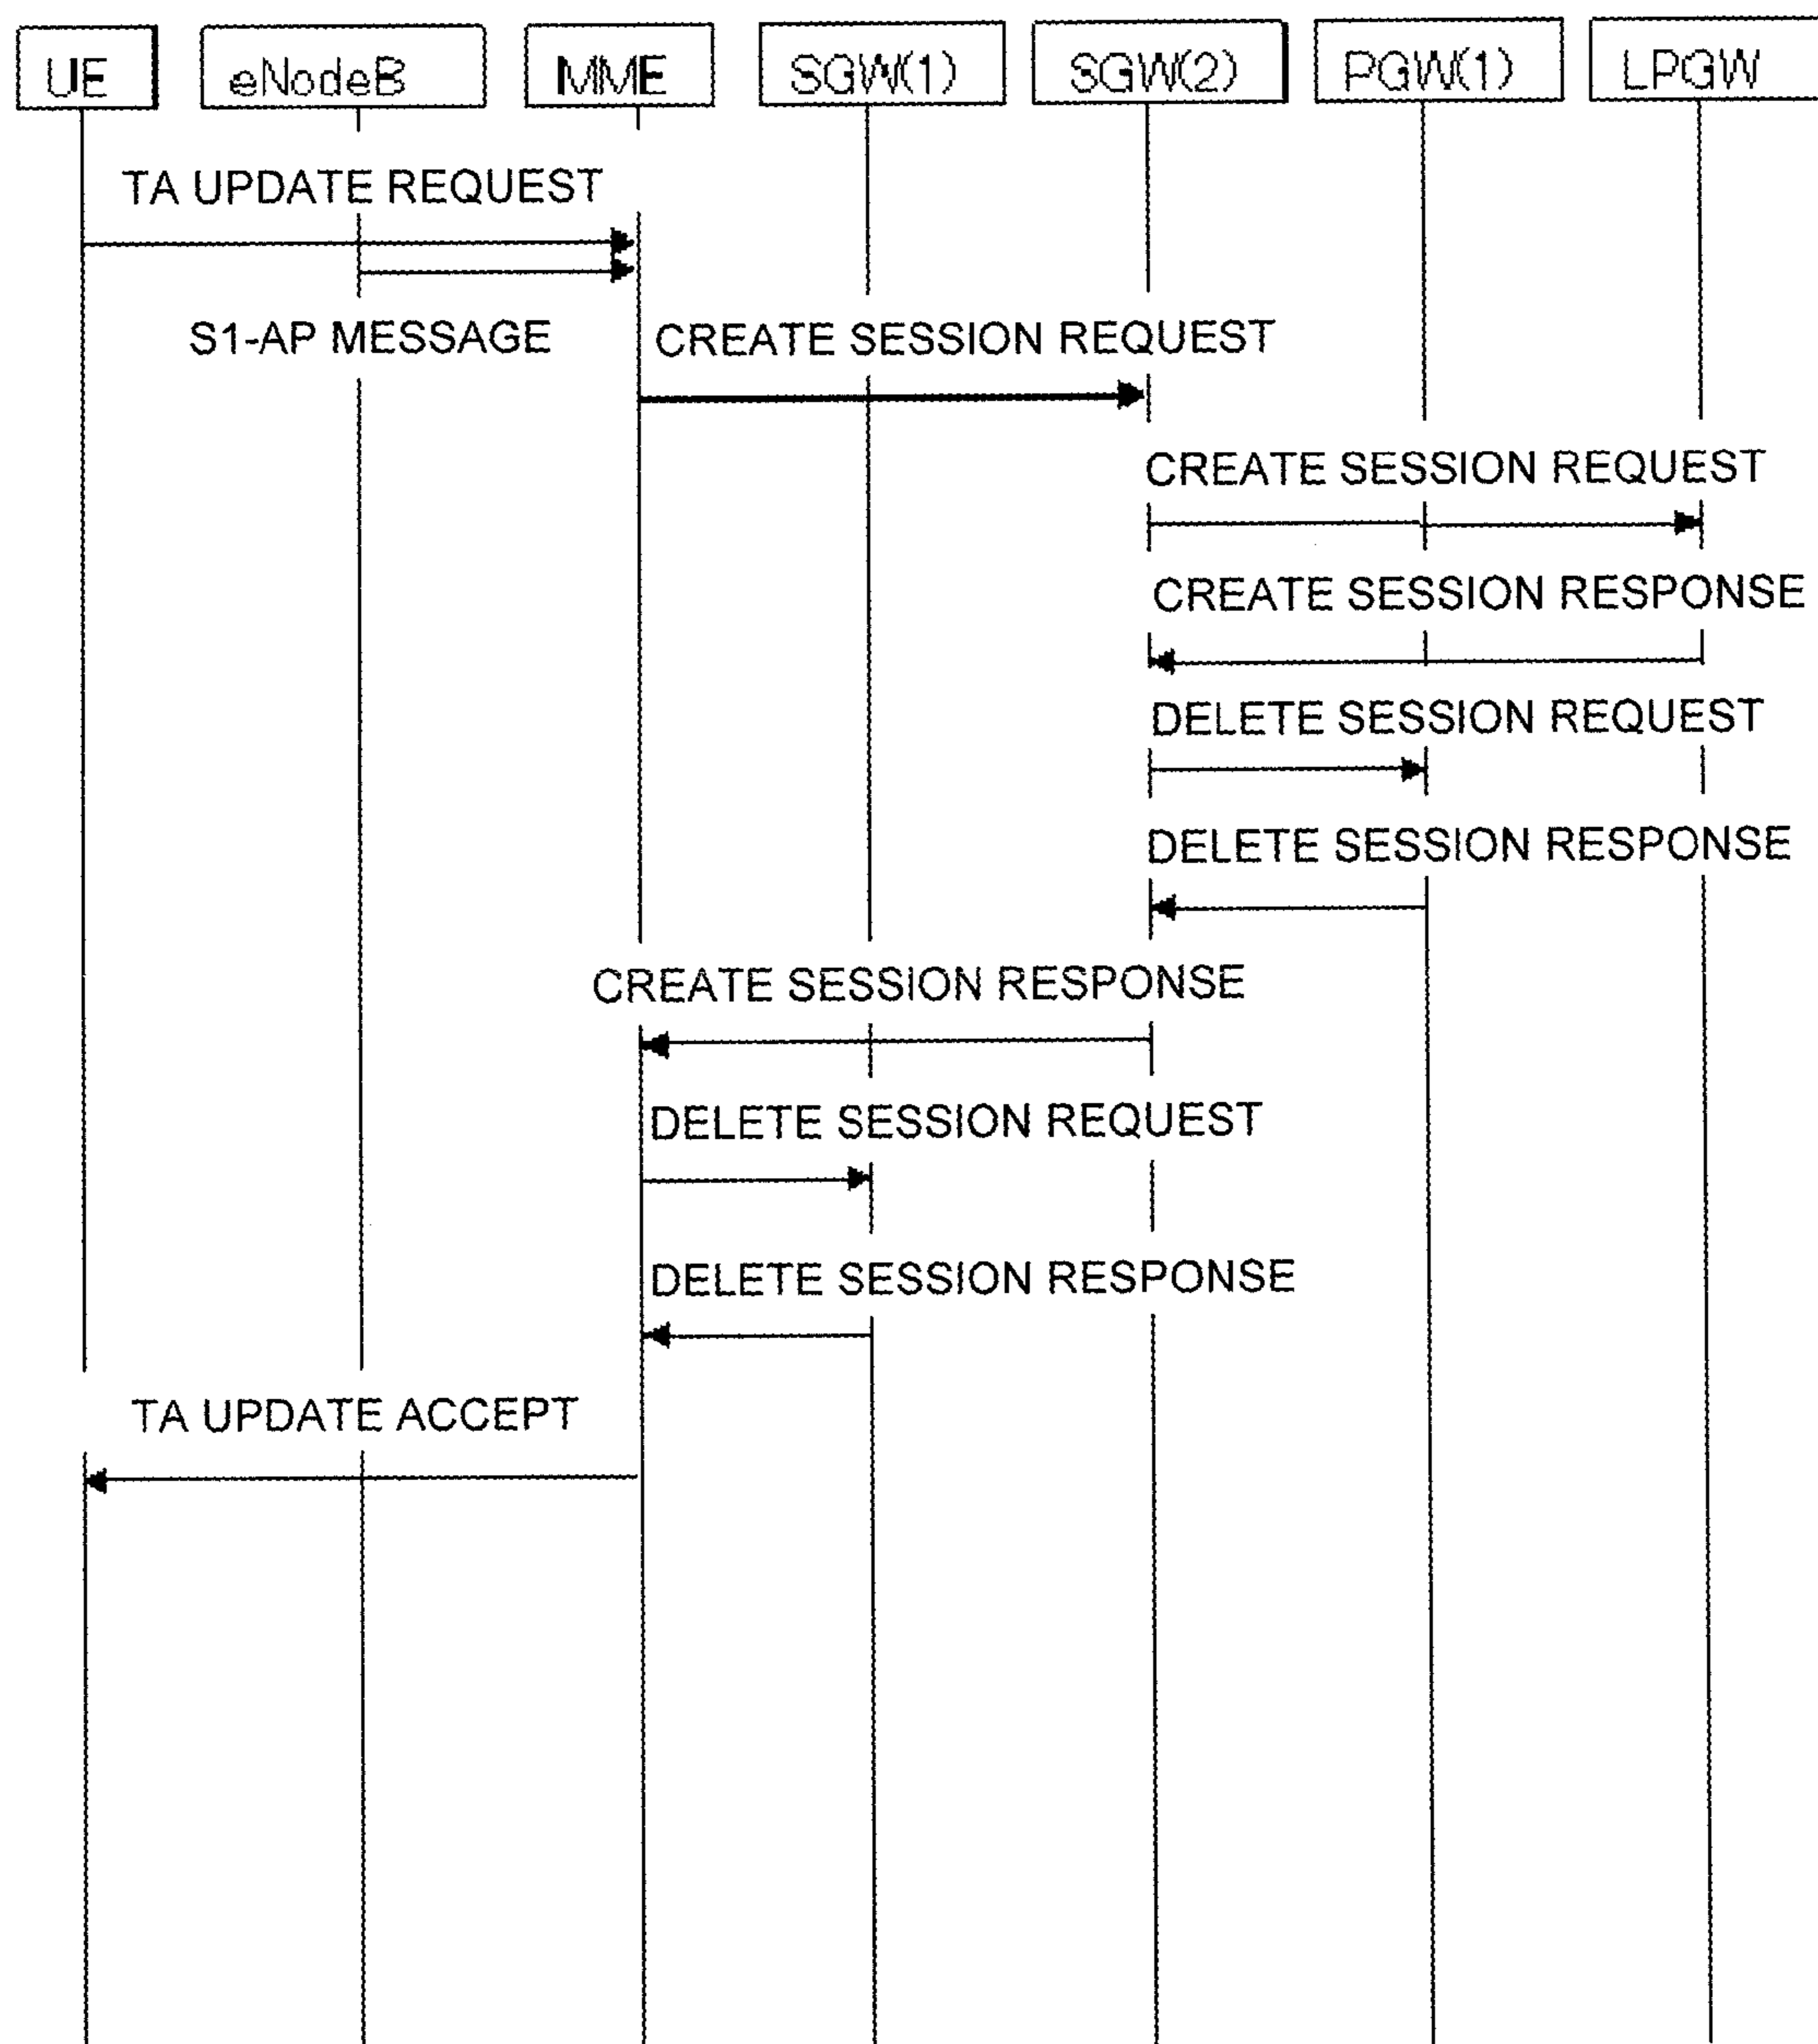 UE eNodeB MME SGW(1) SGW(2) PGW(1) LPGW
TA UPDATE REQUEST
S1-AP MESSAGE CREATE SESSION REQUEST
CREATE SESSION REQUEST
CREATE SESSION RESPONSE
DELETE SESSION REQUEST
DELETE SESSION RESPONSE
CREATE SESSION RESPONSE
DELETE SESSION REQUEST
DELETE SESSION RESPONSE
TA UPDATE ACCEPT